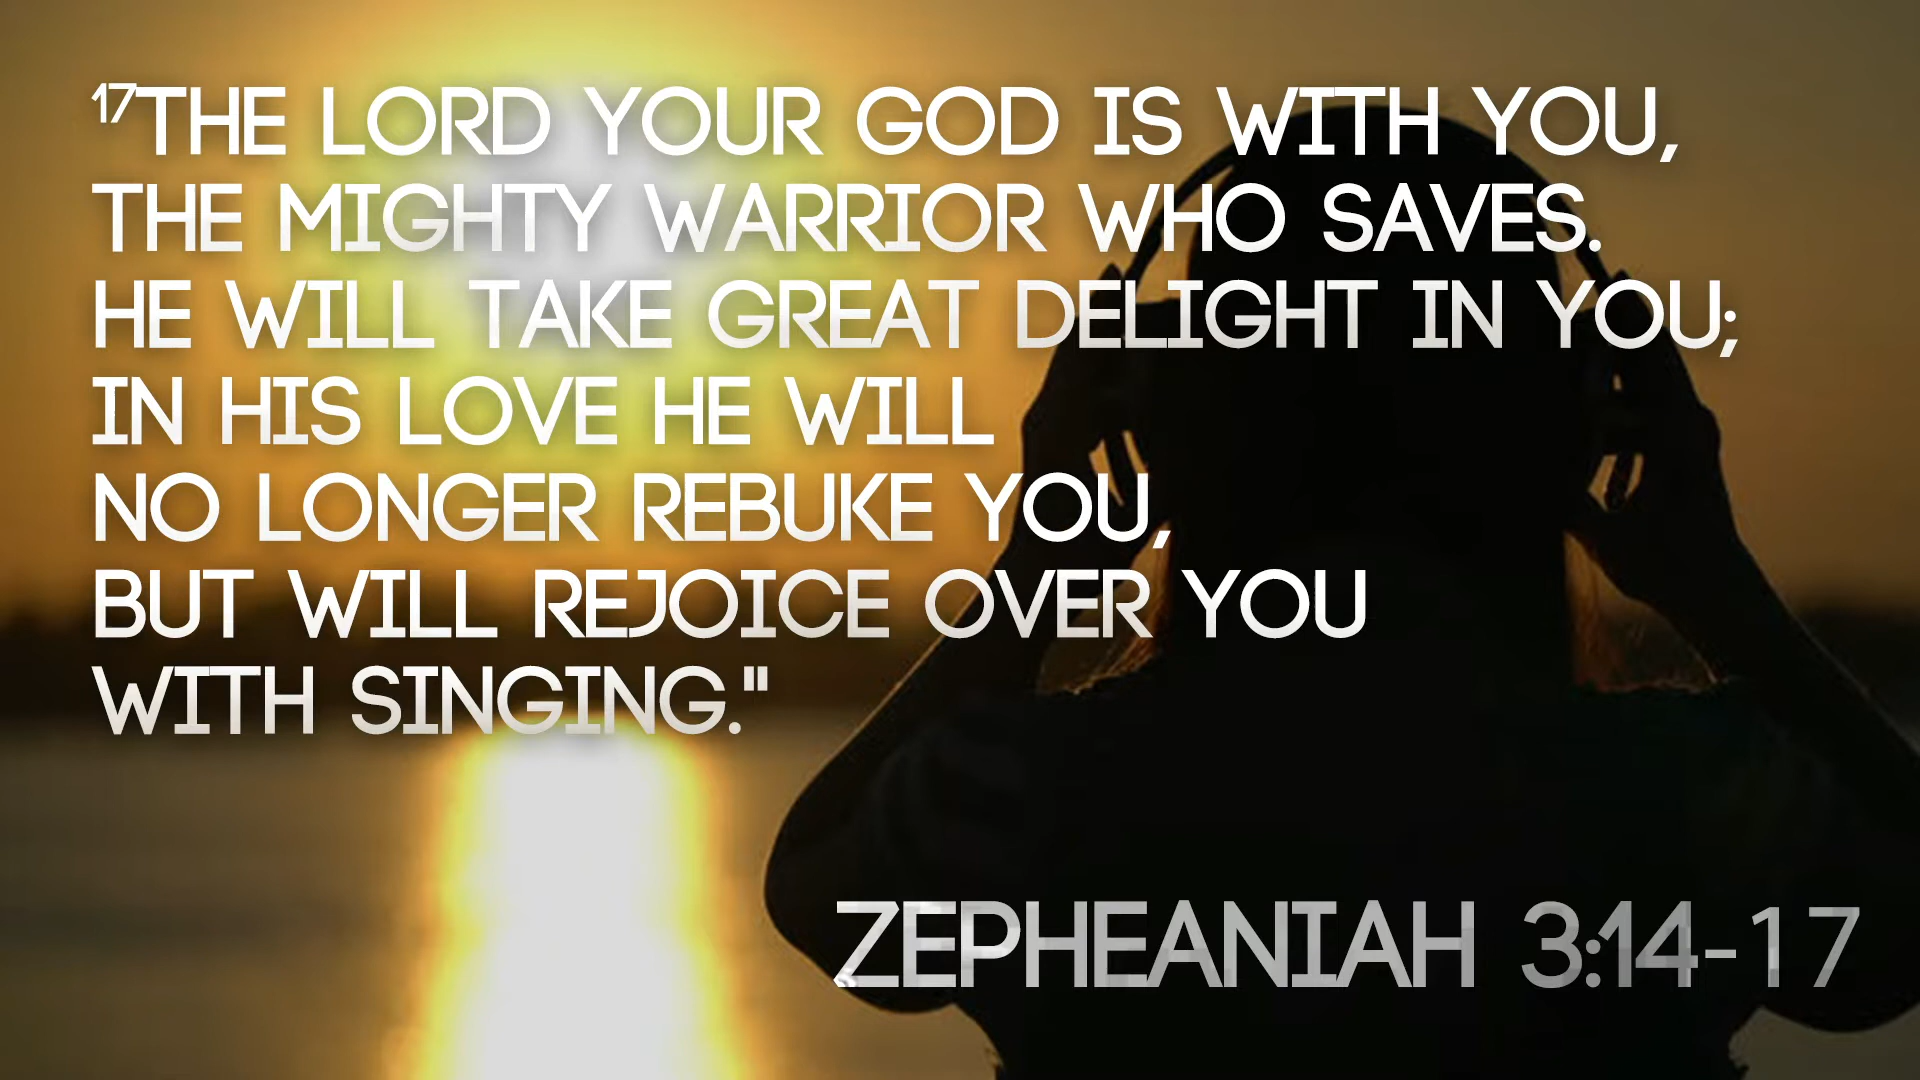 17THE LORD YOUR GOD IS WITH YOU,
THE MIGHTY WARRIOR WHO SAVES.
HE WILL TAKE GREAT DELIGHT IN YOU;
IN HIS LOVE HE WILL
NO LONGER REBUKE YOU,
BUT WILL REJOICE OVER YOU
WITH SINGING."
ZEPHEANIAH 3:14-17